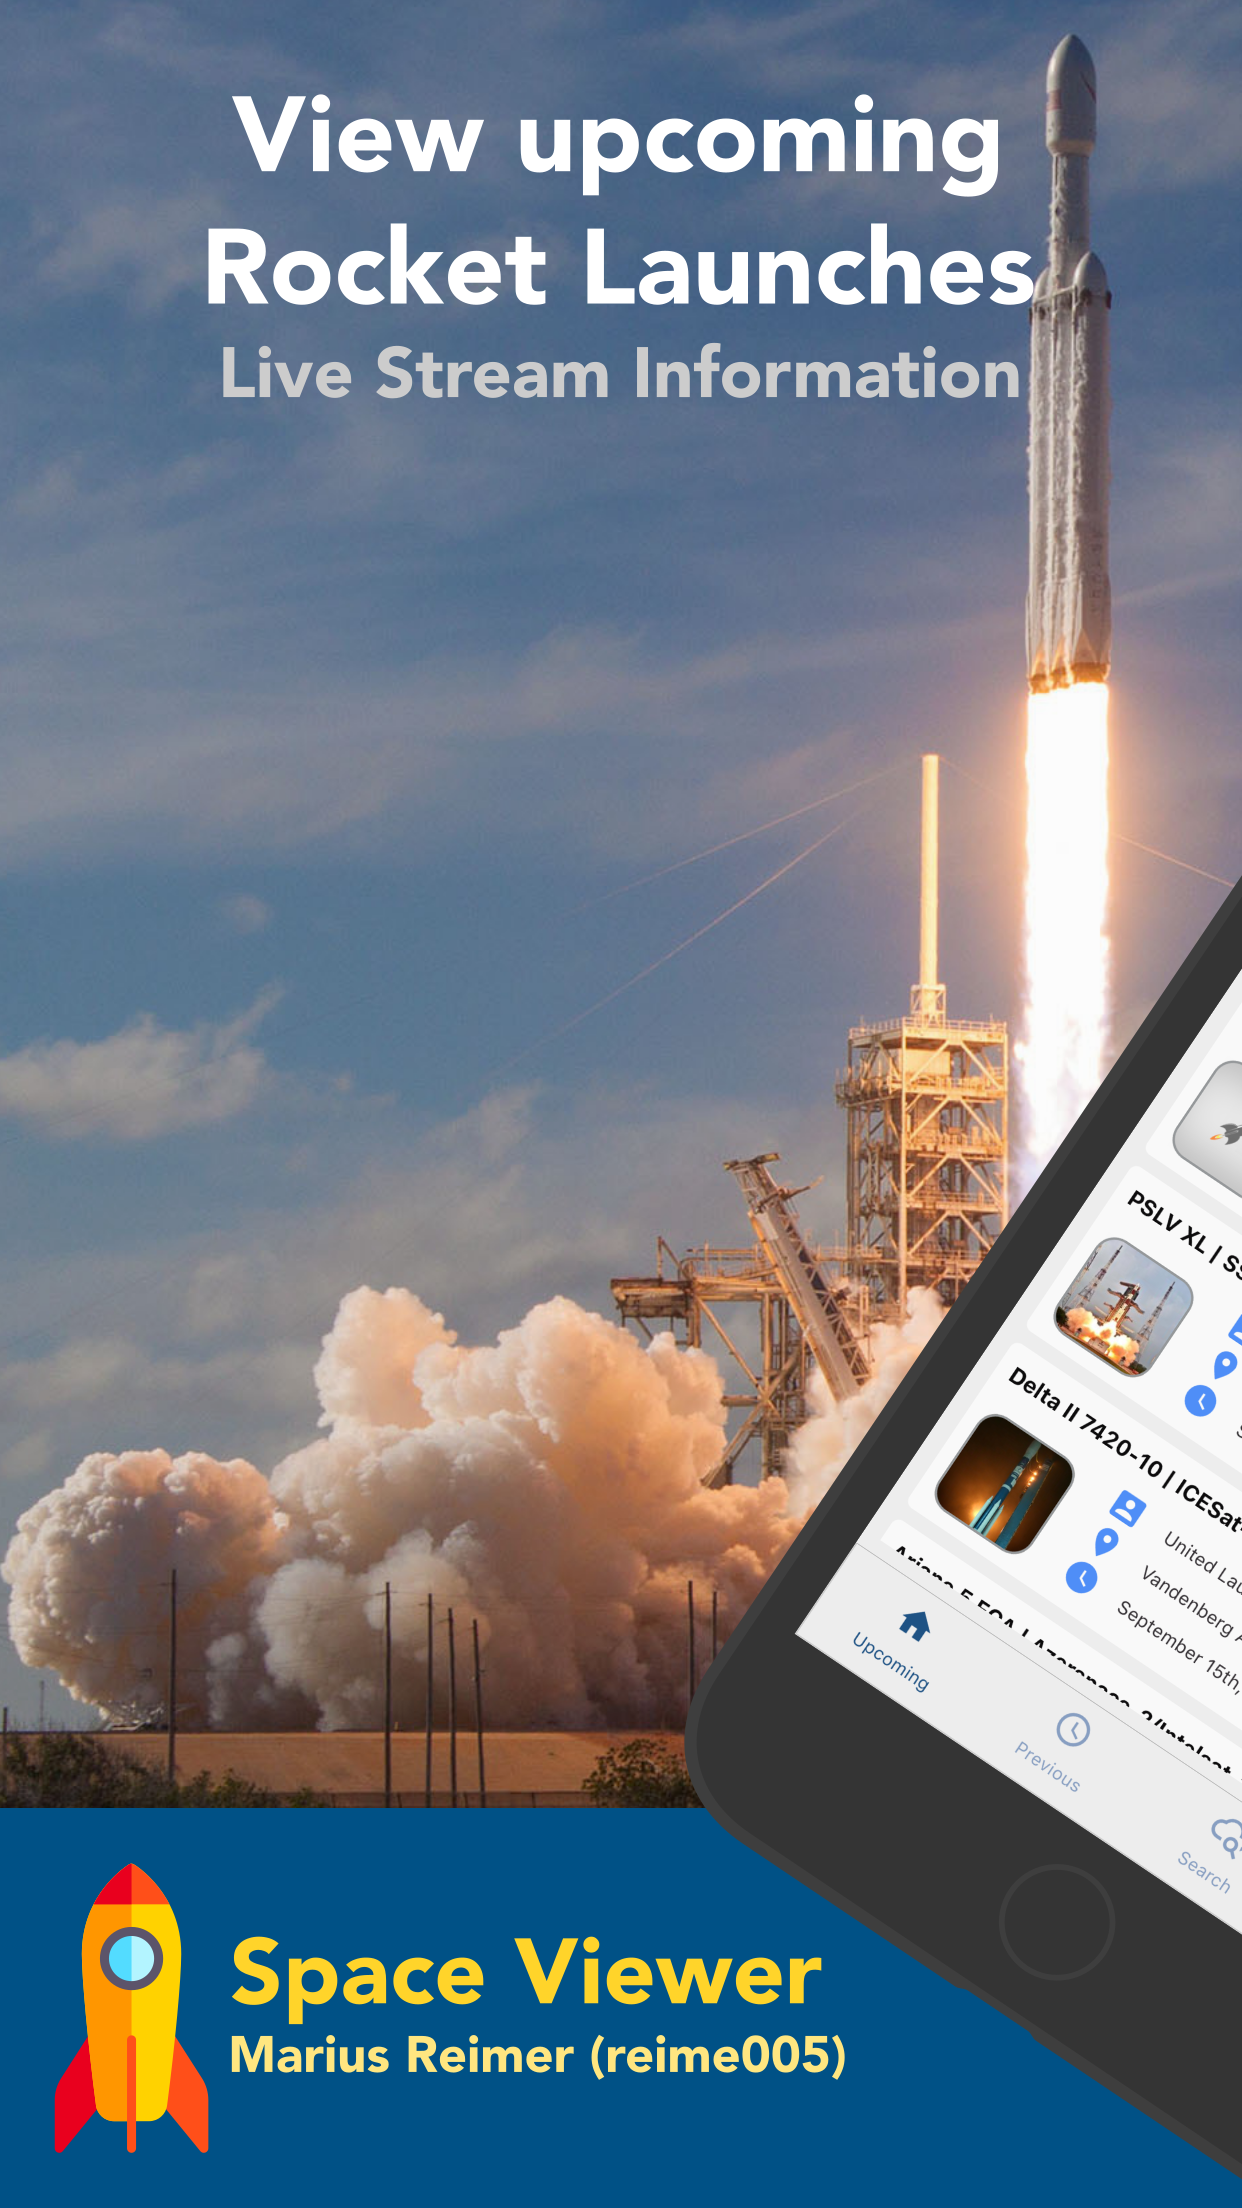 View upcoming
Rocket Launches
Live Stream Information
PSLV XL |
Delta II 7420-10 |
United
Vandenberg
September 15th,
Upcoming
Previous
Search
Space Viewer
Marius Reimer (reime005)